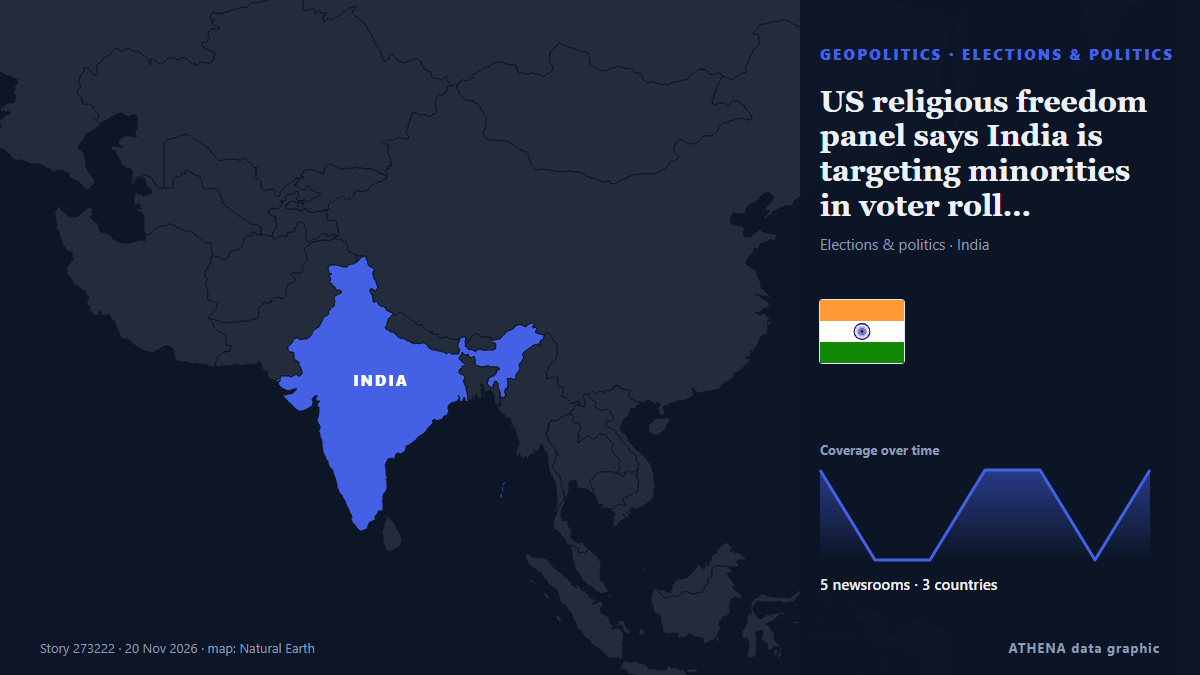 GEOPOLITICS · ELECTIONS & POLITICS
US religious freedom
panel says India is
targeting minorities
in voter roll...
Elections & politics · India
INDIA
Coverage over time
5 newsrooms · 3 countries
Story 273222 · 20 Nov 2026 · map: Natural Earth
ATHENA data graphic